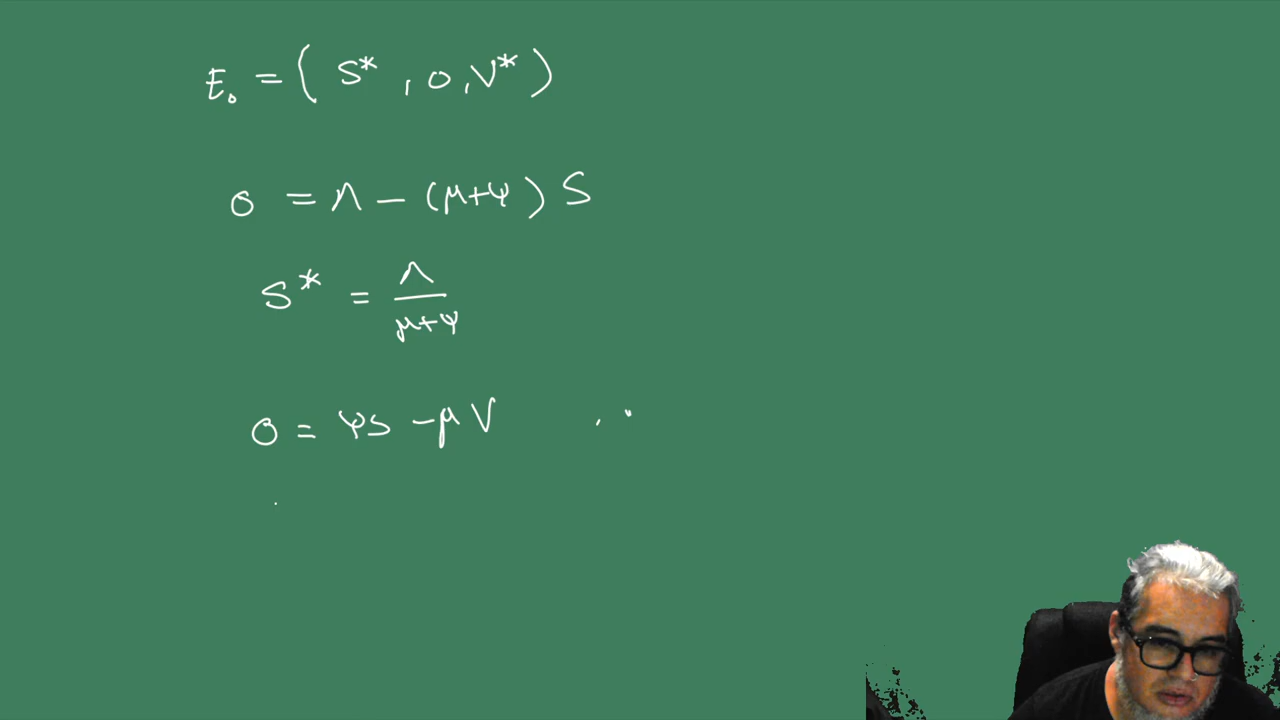 E₀ = ( S* , 0 , V* )
0 = Λ − (μ+ψ) S
S* = Λ/(μ+ψ)
0 = ψS − μV